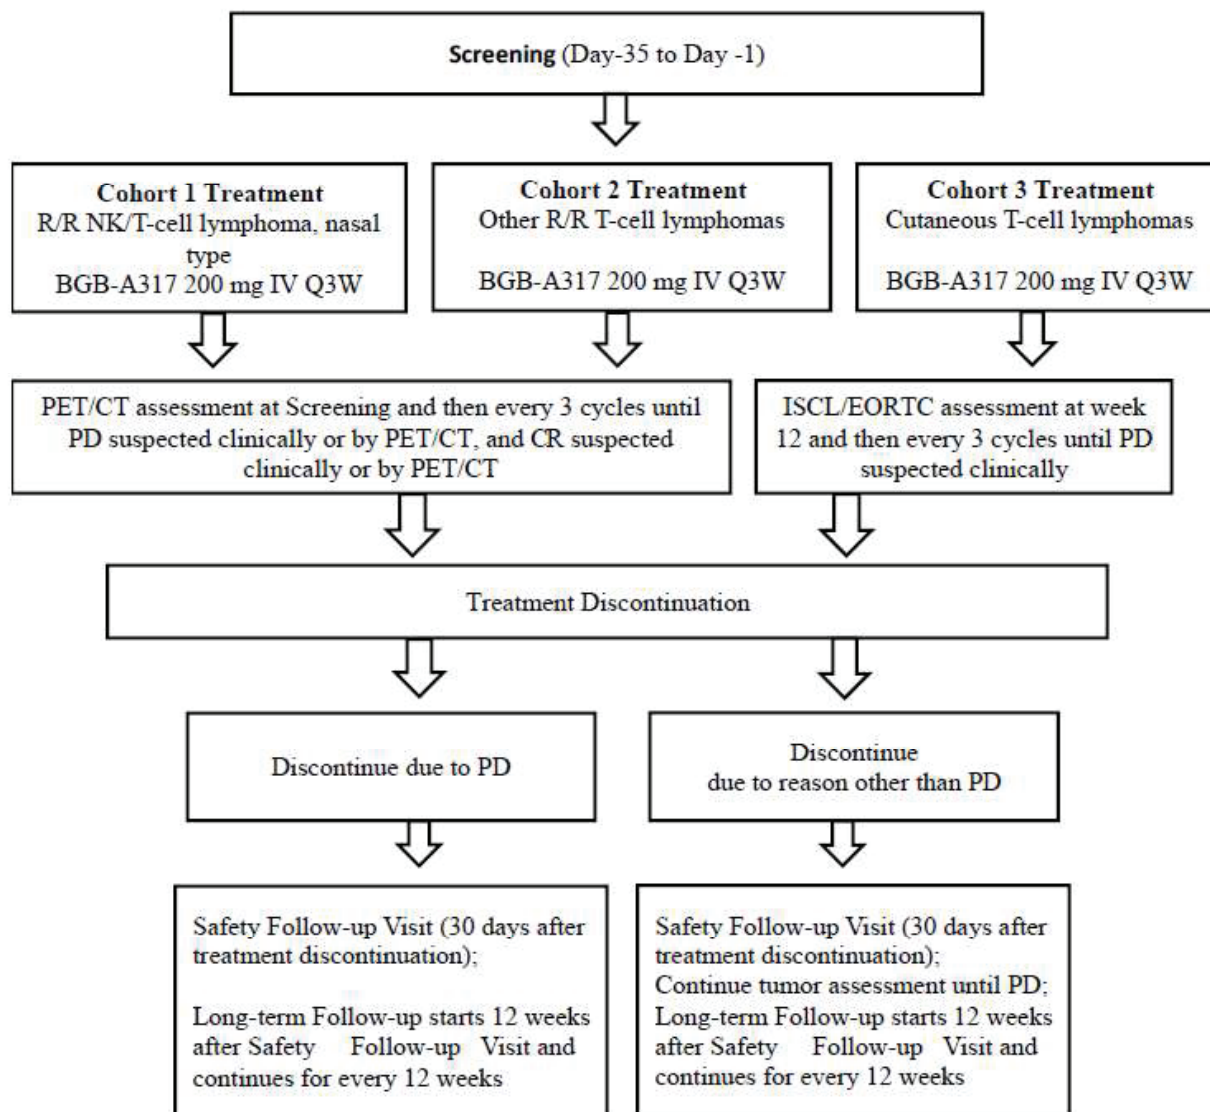 Screening (Day-35 to Day -1)
Cohort 1 Treatment
R/R NK/T-cell lymphoma, nasal
type
BGB-A317 200 mg IV Q3W
Cohort 2 Treatment
Other R/R T-cell lymphomas
BGB-A317 200 mg IV Q3W
Cohort 3 Treatment
Cutaneous T-cell lymphomas
BGB-A317 200 mg IV Q3W
PET/CT assessment at Screening and then every 3 cycles until
PD suspected clinically or by PET/CT, and CR suspected
clinically or by PET/CT
ISCL/EORTC assessment at week
12 and then every 3 cycles until PD
suspected clinically
Treatment Discontinuation
Discontinue due to PD
Discontinue
due to reason other than PD
Safety Follow-up Visit (30 days after
treatment discontinuation);
Long-term Follow-up starts 12 weeks
after Safety Follow-up Visit and
continues for every 12 weeks
Safety Follow-up Visit (30 days after
treatment discontinuation);
Continue tumor assessment until PD;
Long-term Follow-up starts 12 weeks
after Safety Follow-up Visit and
continues for every 12 weeks